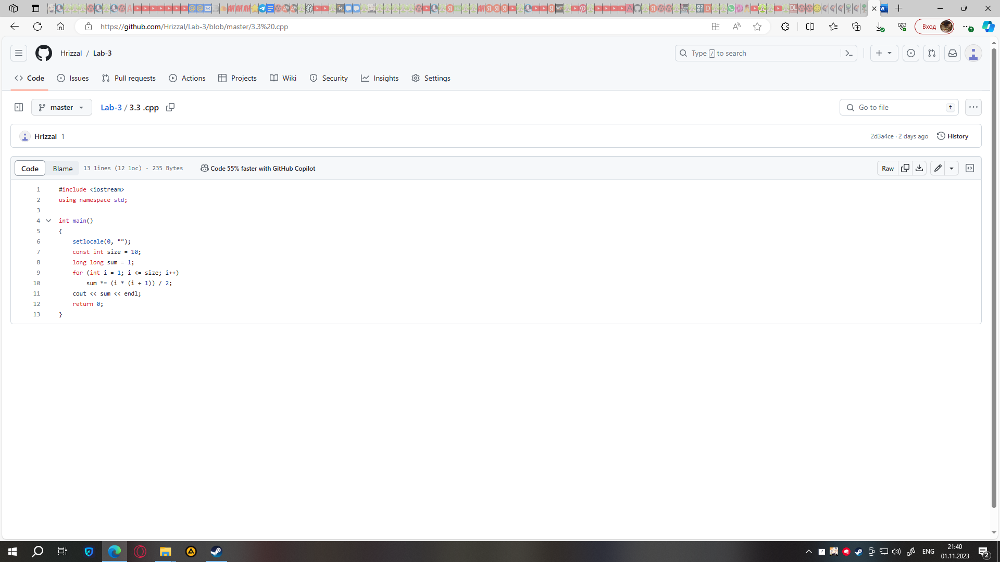 https://github.com/Hrizzal/Lab-3/blob/master/3.3%20.cpp
Вход
Hrizzal / Lab-3
Type / to search
Code Issues Pull requests Actions Projects Wiki Security Insights Settings
master
Lab-3 / 3.3 .cpp
Go to file t
Hrizzal 1
2d3a4ce · 2 days ago History
Code Blame 13 lines (12 loc) · 235 Bytes Code 55% faster with GitHub Copilot Raw
1 #include <iostream>
2 using namespace std;
3
4 int main()
5 {
6 setlocale(0, "");
7 const int size = 10;
8 long long sum = 1;
9 for (int i = 1; i <= size; i++)
10 sum *= (i * (i + 1)) / 2;
11 cout << sum << endl;
12 return 0;
13 }
ENG
21:40
01.11.2023
2